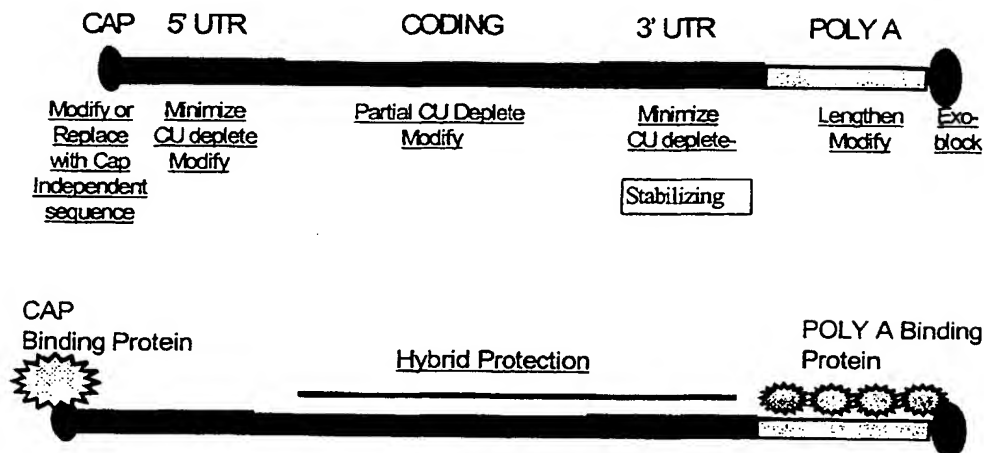 CAP 5' UTR CODING 3' UTR POLY A
Modify or
Replace
with Cap
Independent
sequence
Minimize
CU deplete
Modify
Partial CU Deplete
Modify
Minimize
CU deplete-
Stabilizing
Lengthen
Modify
Exo-
block
CAP
Binding Protein
Hybrid Protection
POLY A Binding
Protein